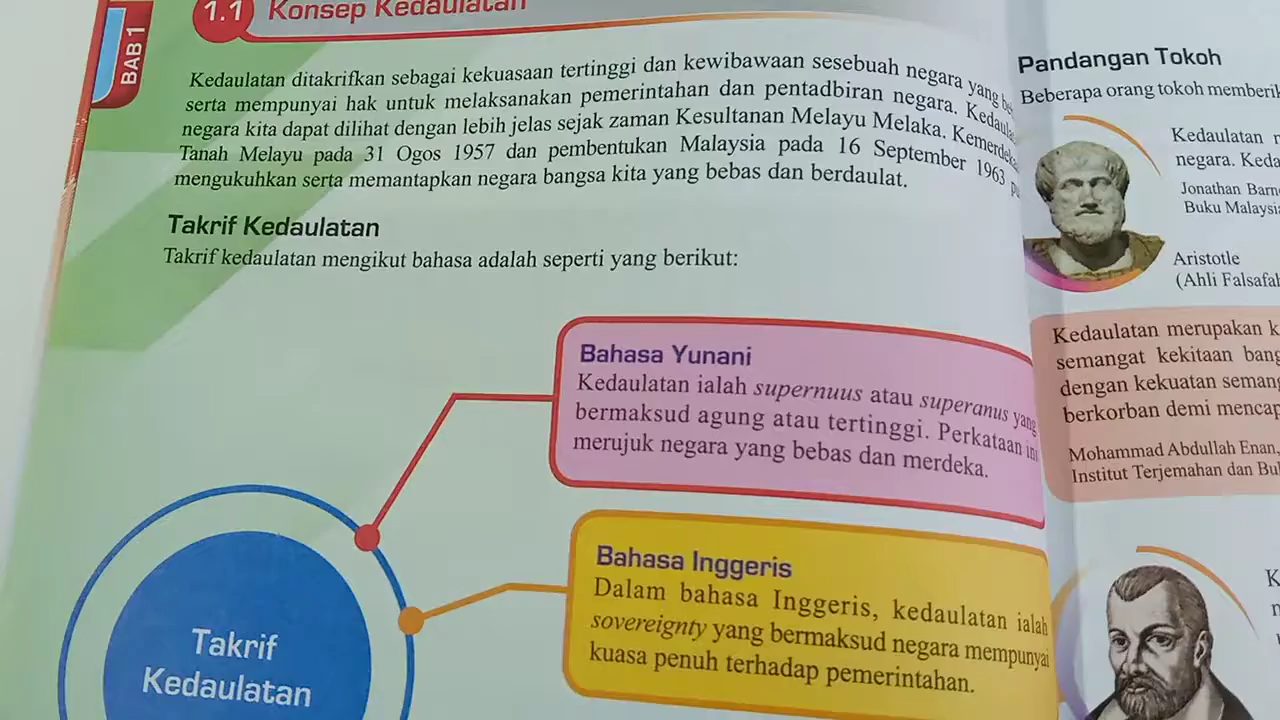 BAB 1
1.1 Konsep Kedaulatan
Kedaulatan ditakrifkan sebagai kekuasaan tertinggi dan kewibawaan sesebuah negara yang
serta mempunyai hak untuk melaksanakan pemerintahan dan pentadbiran negara.
negara kita dapat dilihat dengan lebih jelas sejak zaman Kesultanan Melayu Melaka.
Tanah Melayu pada 31 Ogos 1957 dan pembentukan Malaysia pada 16 September 1963
mengukuhkan serta memantapkan negara bangsa kita yang bebas dan berdaulat.
Takrif Kedaulatan
Takrif kedaulatan mengikut bahasa adalah seperti yang berikut:
Bahasa Yunani
Kedaulatan ialah supernuus atau superanus yang
bermaksud agung atau tertinggi. Perkataan ini
merujuk negara yang bebas dan merdeka.
Bahasa Inggeris
Dalam bahasa Inggeris, kedaulatan ialah
sovereignty yang bermaksud negara mempunyai
kuasa penuh terhadap pemerintahan.
Takrif
Kedaulatan
Pandangan Tokoh
Beberapa orang tokoh
Kedaulatan
negara.
Jonathan
Buku
Aristotle
(Ahli
Kedaulatan merupakan
semangat kekitaan
dengan kekuatan
berkorban demi
Mohammad Abdullah Enan,
Institut Terjemahan dan